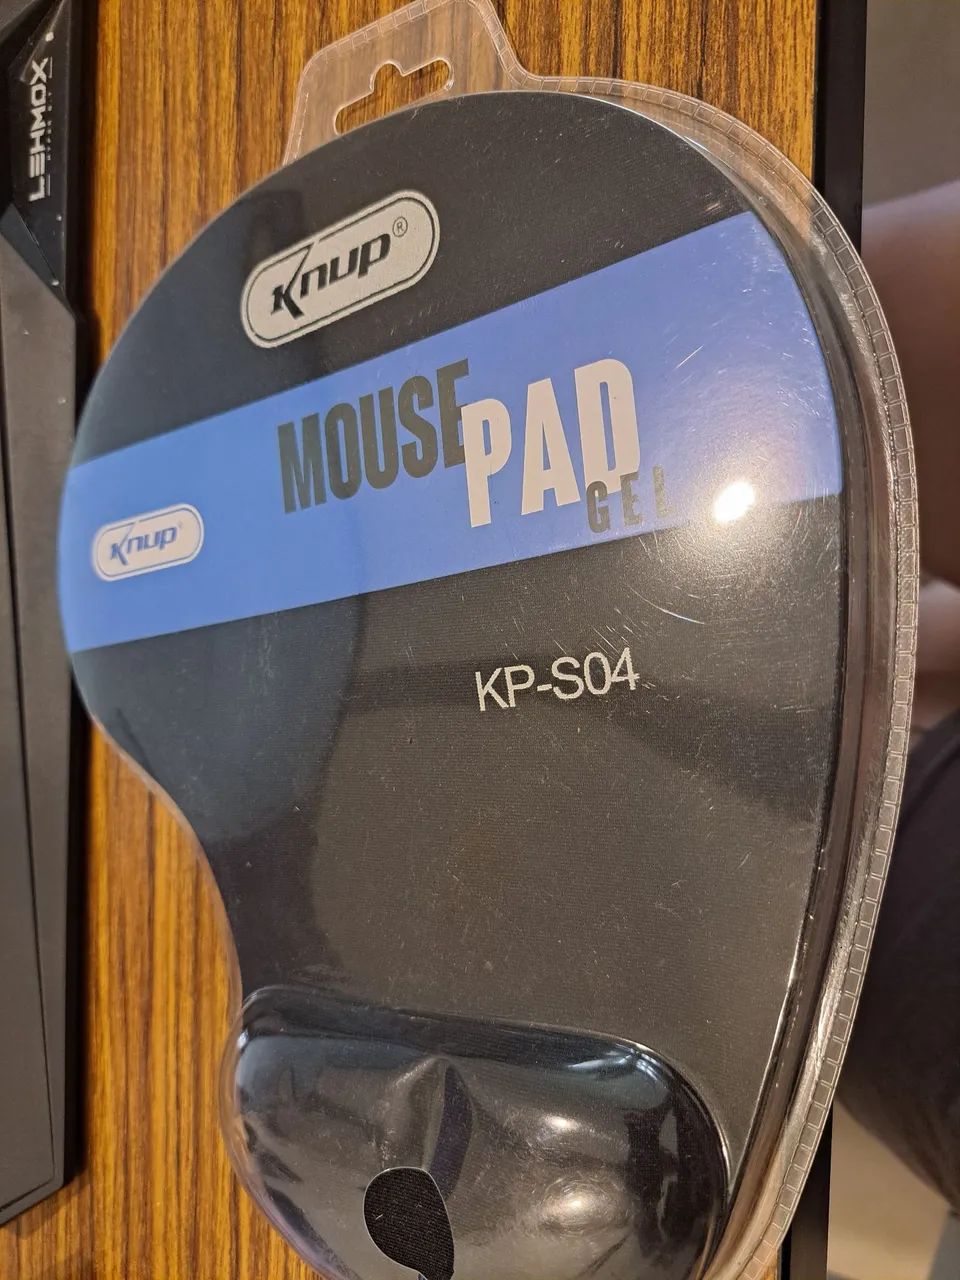 LEHMOX
Knup®
MOUSE
PAD
GEL
Knup®
KP-S04